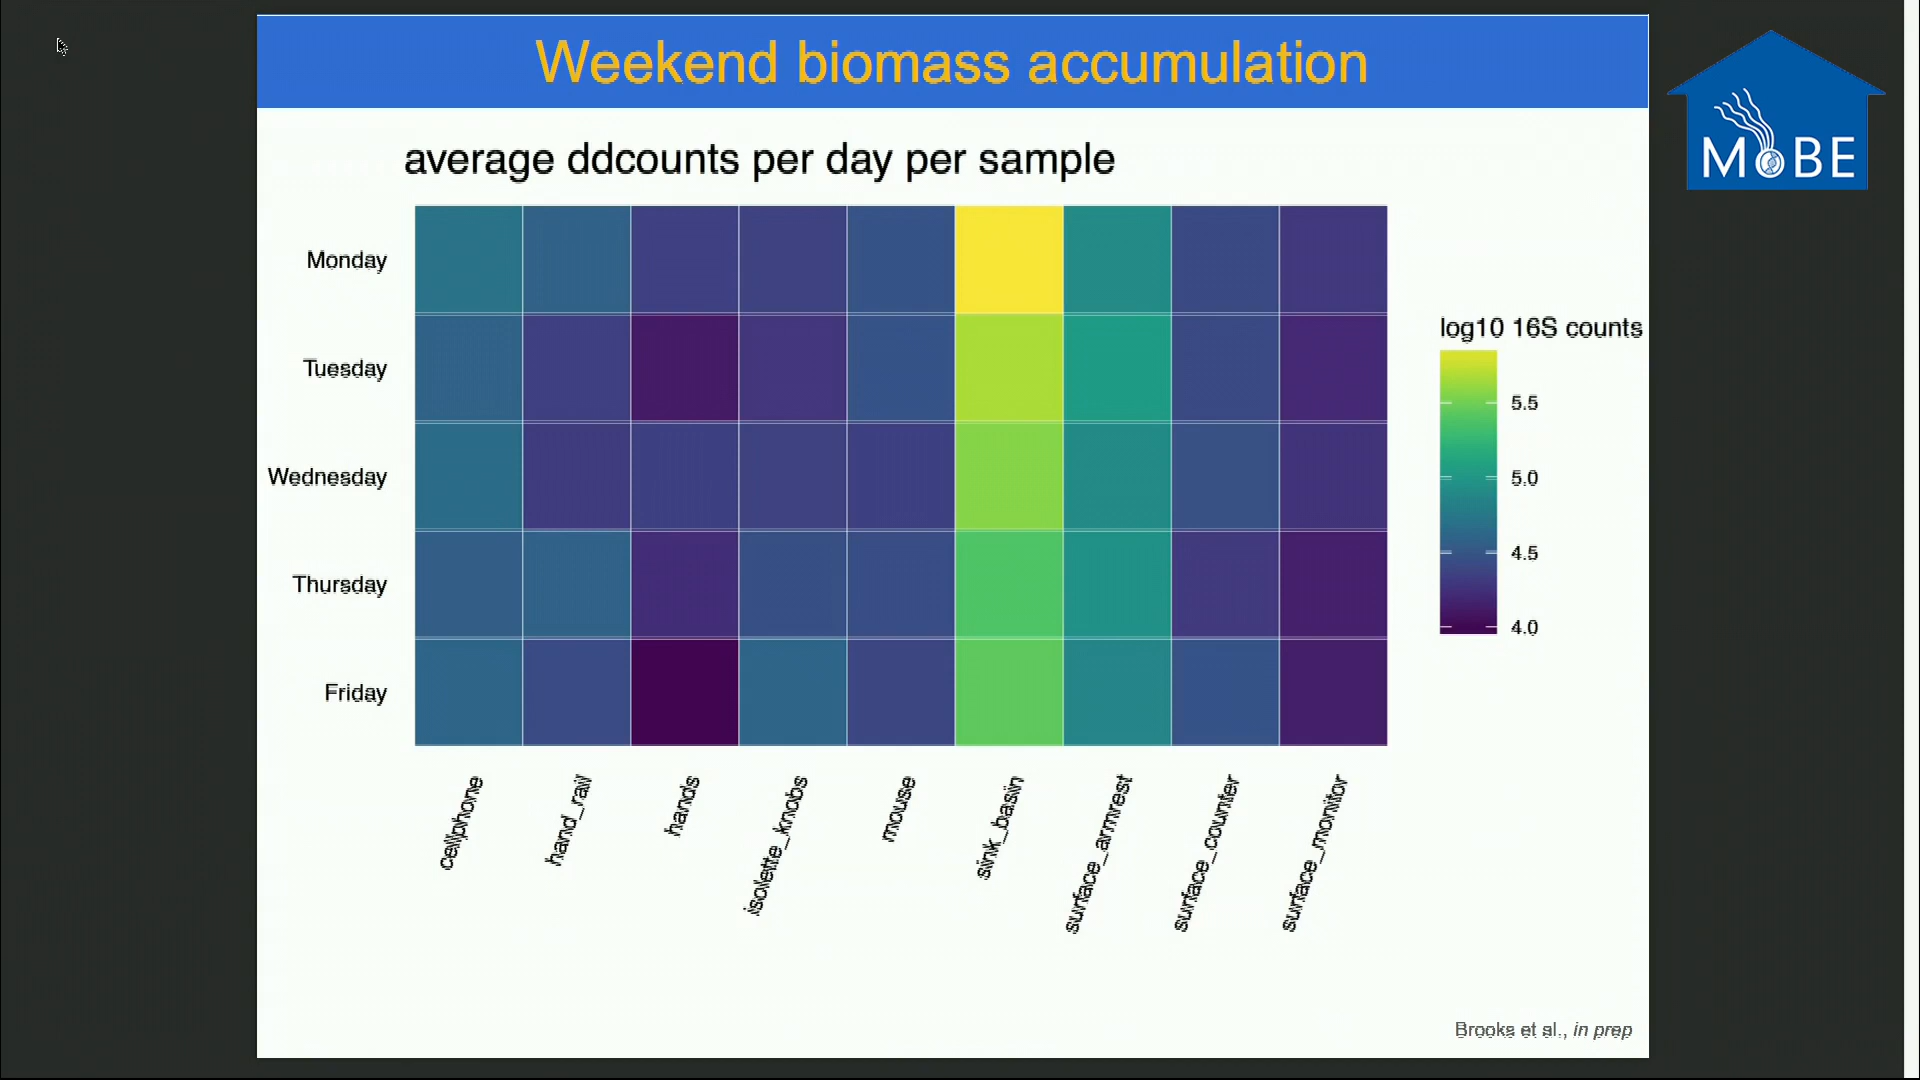 Weekend biomass accumulation
average ddcounts per day per sample
Monday
Tuesday
Wednesday
Thursday
Friday
cellphone
hand_rail
hands
isolette_knobs
mouse
sink_basin
surface_armrest
surface_counter
surface_monitor
log10 16S counts
5.5
5.0
4.5
4.0
Brooks et al., in prep
MoBE